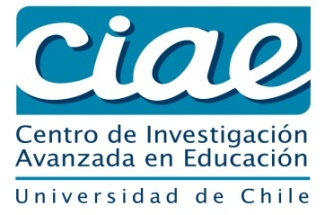 ciae
Centro de Investigación
Avanzada en Educación
Universidad de Chile